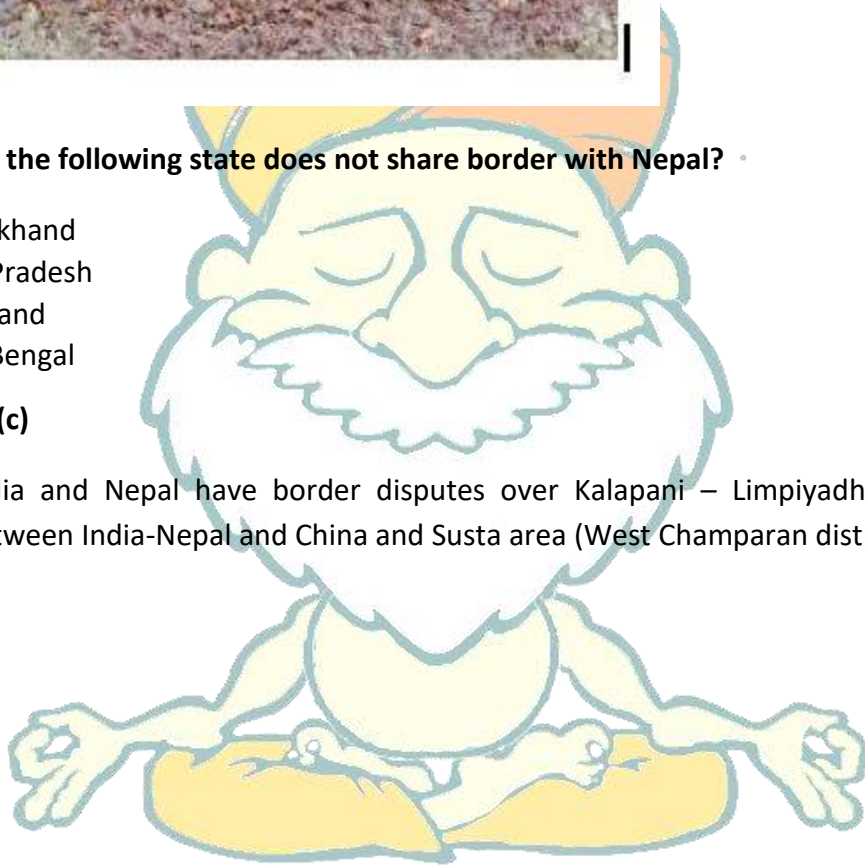 the following state does not share border with Nepal?
khand
Pradesh
and
Bengal
(c)
dia and Nepal have border disputes over Kalapani – Limpiyadh
tween India-Nepal and China and Susta area (West Champaran dist